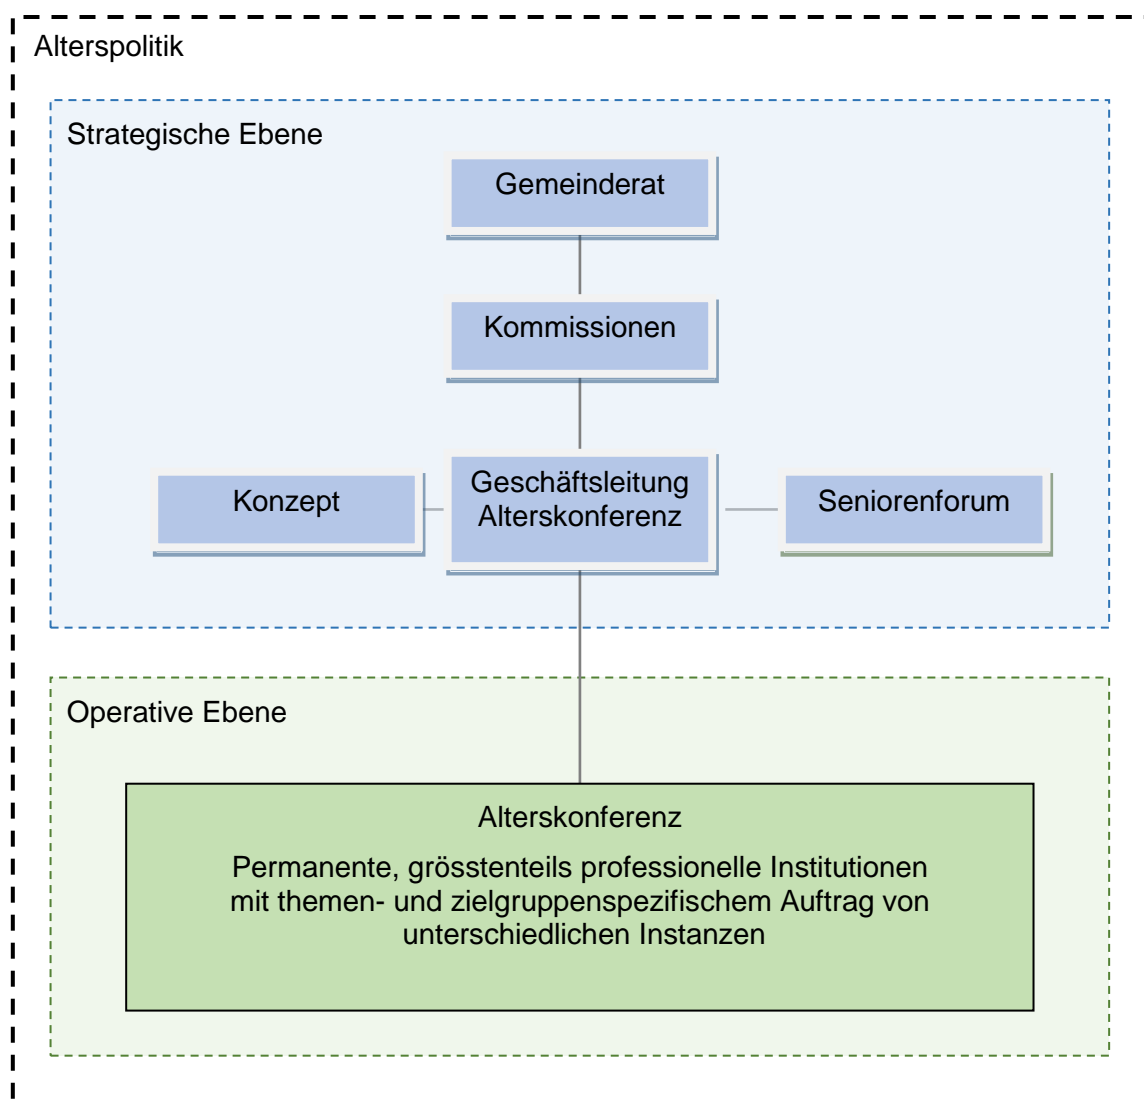 Alterspolitik
Strategische Ebene
Gemeinderat
Kommissionen
Konzept
Geschäftsleitung
Alterskonferenz
Seniorenforum
Operative Ebene
Alterskonferenz
Permanente, grösstenteils professionelle Institutionen
mit themen- und zielgruppenspezifischem Auftrag von
unterschiedlichen Instanzen